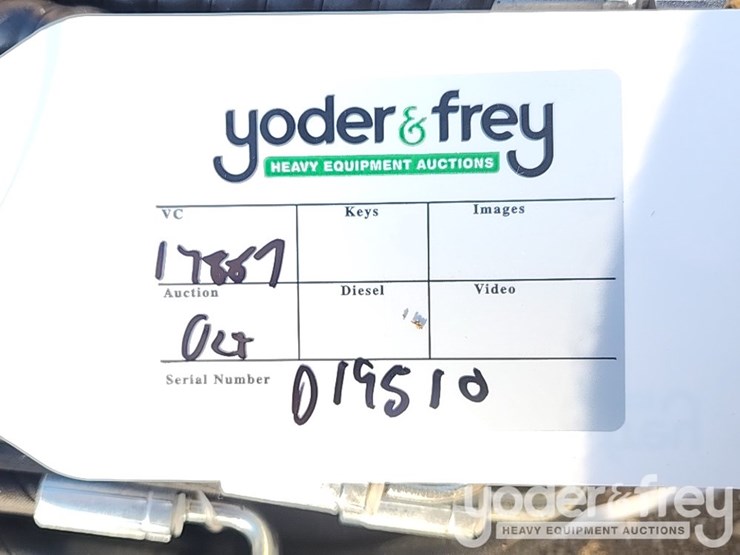 yoder & frey
HEAVY EQUIPMENT AUCTIONS
VC Keys Images
17887
Auction Diesel Video
Oct
Serial Number 019510
yoder & frey
HEAVY EQUIPMENT AUCTIONS